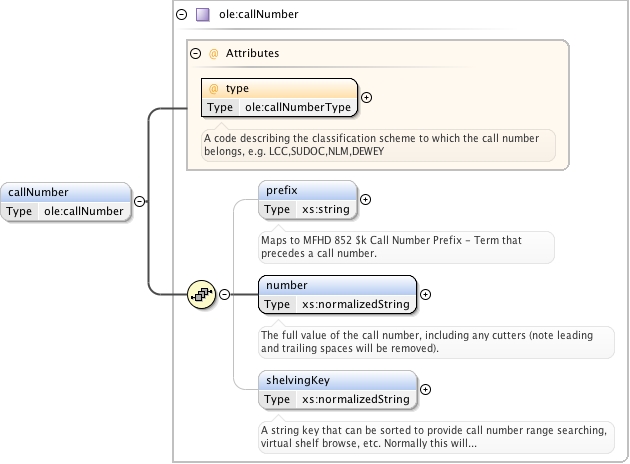 ole:callNumber
@ Attributes
@ type
Type ole:callNumberType
A code describing the classification scheme to which the call number
belongs, e.g. LCC,SUDOC,NLM,DEWEY
callNumber
Type ole:callNumber
prefix
Type xs:string
Maps to MFHD 852 $k Call Number Prefix - Term that
precedes a call number.
number
Type xs:normalizedString
The full value of the call number, including any cutters (note leading
and trailing spaces will be removed).
shelvingKey
Type xs:normalizedString
A string key that can be sorted to provide call number range searching,
virtual shelf browse, etc. Normally this will...